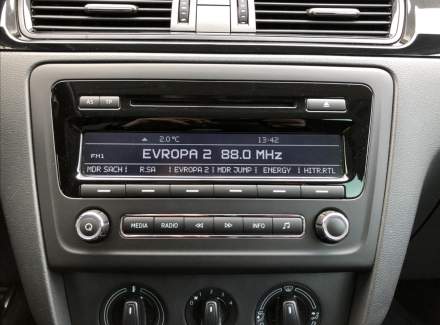 AS TP
2.0°C 13:42
FM1 EVROPA 2 88.0 MHz
MDR SACH | R.SA | EVROPA 2 | MDR JUMP | ENERGY | HITR.RTL
MEDIA RADIO INFO